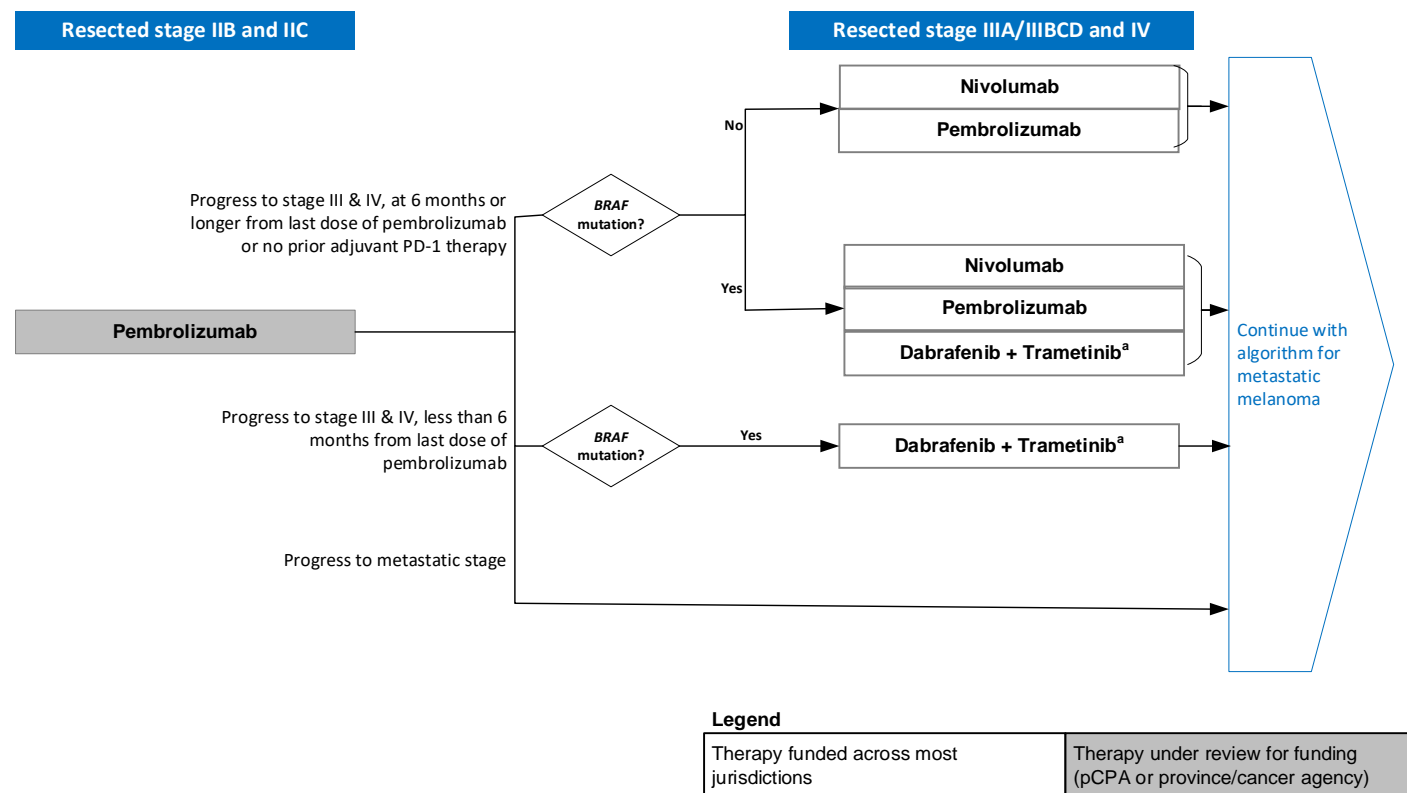 Resected stage IIB and IIC
Resected stage IIIA/IIIBCD and IV
Nivolumab
Pembrolizumab
No
Progress to stage III & IV, at 6 months or
longer from last dose of pembrolizumab
or no prior adjuvant PD-1 therapy
BRAF
mutation?
Yes
Nivolumab
Pembrolizumab
Dabrafenib + Trametinibᵃ
Pembrolizumab
Continue with
algorithm for
metastatic
melanoma
Progress to stage III & IV, less than 6
months from last dose of
pembrolizumab
BRAF
mutation?
Yes
Dabrafenib + Trametinibᵃ
Progress to metastatic stage
Legend
Therapy funded across most
jurisdictions
Therapy under review for funding
(pCPA or province/cancer agency)